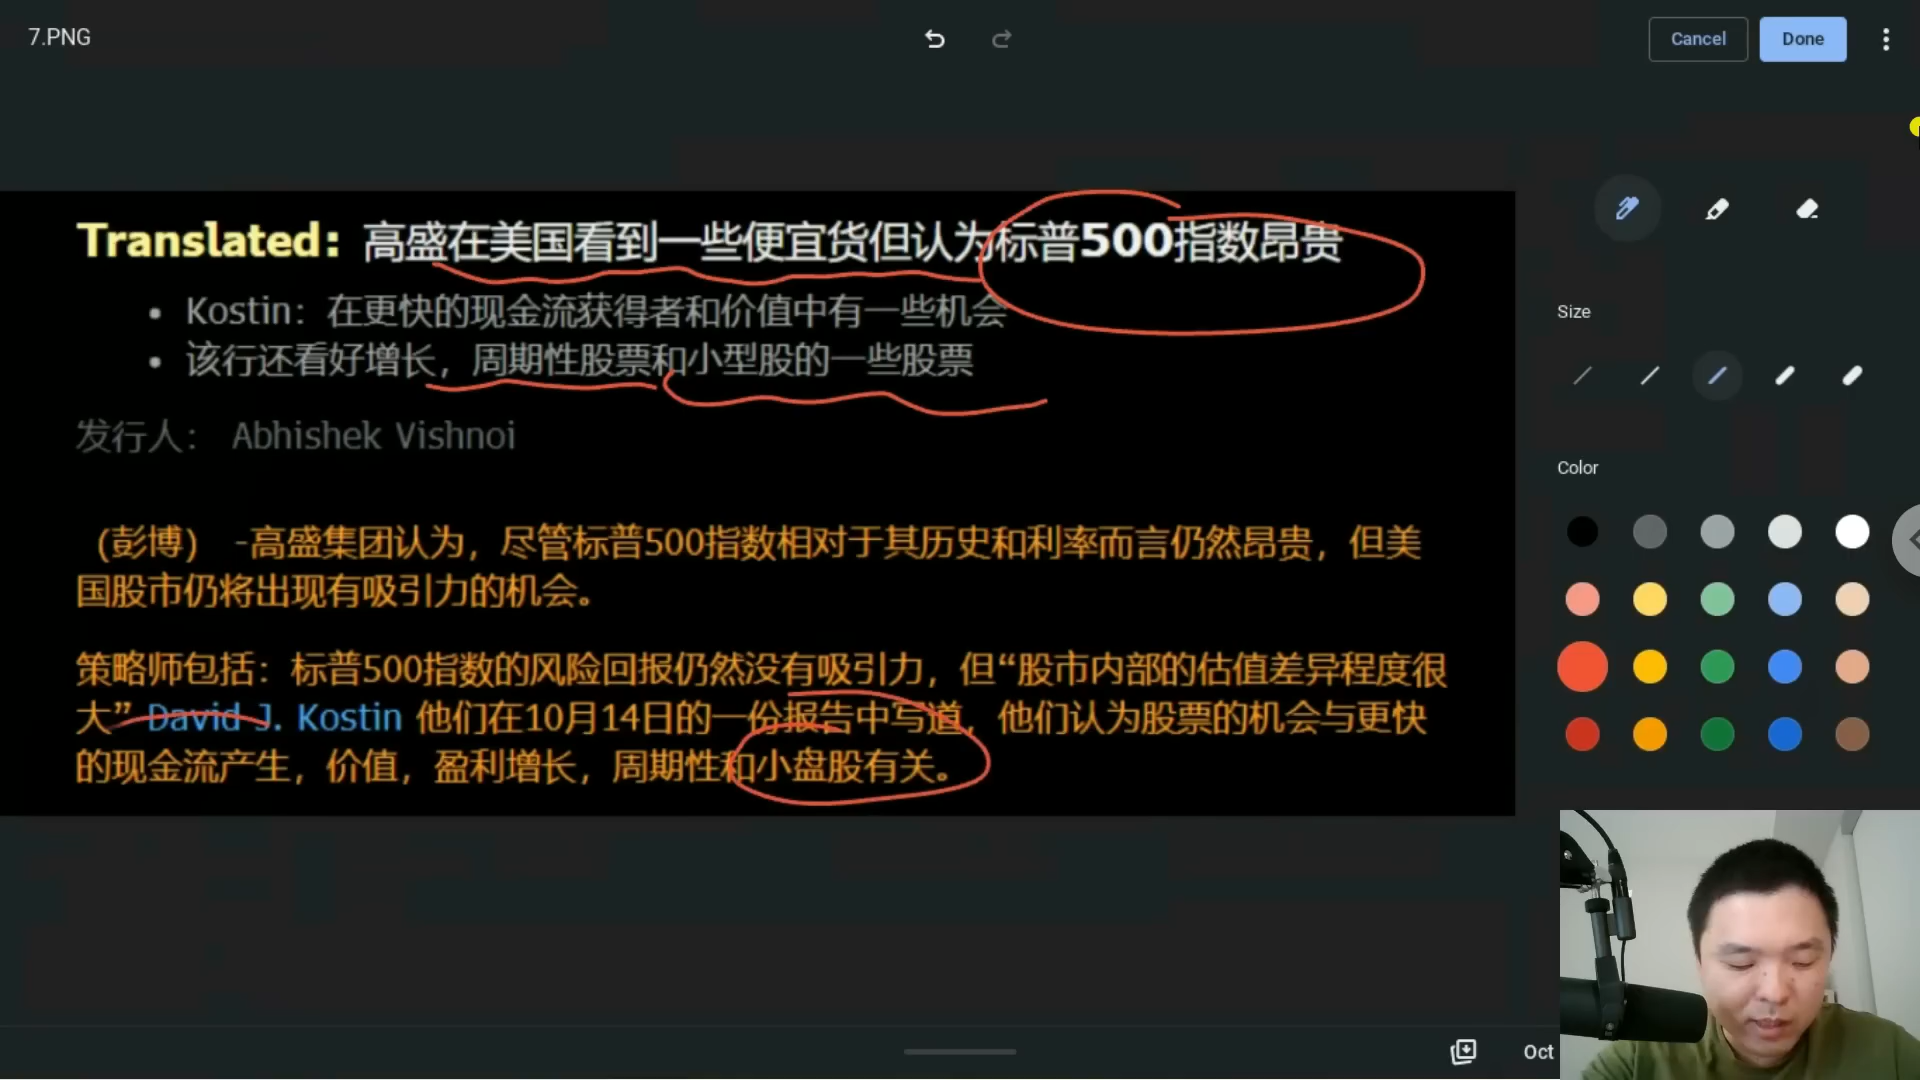 7.PNG
Cancel
Done
Translated：高盛在美国看到一些便宜货但认为标普500指数昂贵
• Kostin：在更快的现金流获得者和价值中有一些机会
• 该行还看好增长，周期性股票和小型股的一些股票
发行人： Abhishek Vishnoi
（彭博） -高盛集团认为，尽管标普500指数相对于其历史和利率而言仍然昂贵，但美
国股市仍将出现有吸引力的机会。
策略师包括：标普500指数的风险回报仍然没有吸引力，但“股市内部的估值差异程度很
大” David J. Kostin 他们在10月14日的一份报告中写道，他们认为股票的机会与更快
的现金流产生，价值，盈利增长，周期性和小盘股有关。
Size
Color
Oct